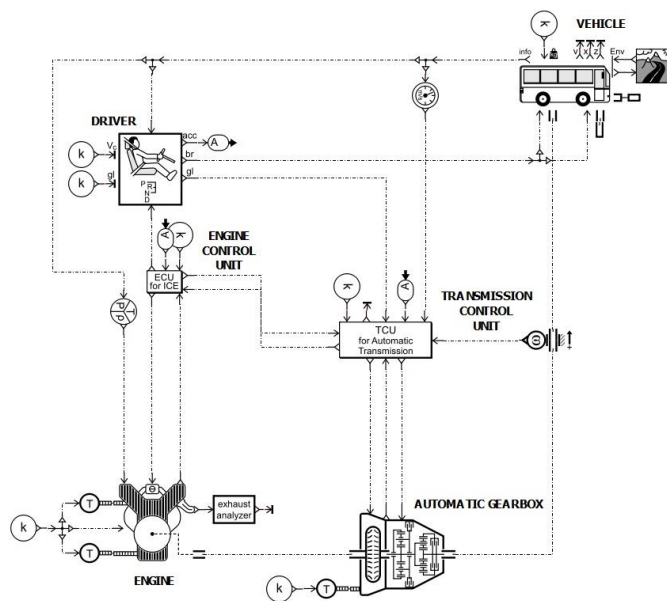 VEHICLE
k
info
v x z Env
DRIVER
k
Vc
acc
A
br
k
gl
gl
P
R
N
D
A
k
ENGINE
CONTROL
UNIT
ECU
for ICE
T
P
p
k
A
TRANSMISSION
CONTROL
UNIT
TCU
for Automatic
Transmission
ω
T
k
T
exhaust
analyzer
ENGINE
AUTOMATIC GEARBOX
k
T